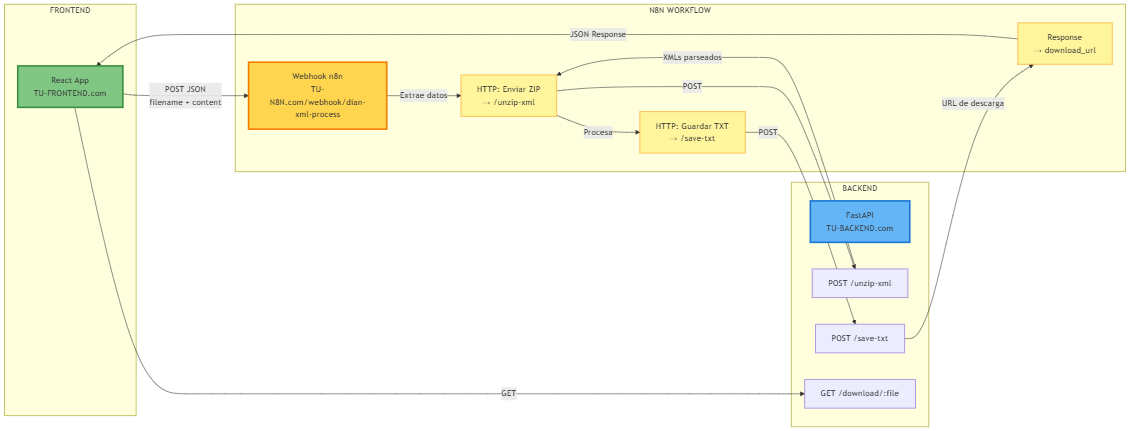 FRONTEND
React App
TU-FRONTEND.com
POST JSON
filename + content
N8N WORKFLOW
Webhook n8n
TU-
N8N.com/webhook/dian-
xml-process
Extrae datos
HTTP: Enviar ZIP
→ /unzip-xml
JSON Response
XMLs parseados
POST
Procesa
HTTP: Guardar TXT
→ /save-txt
POST
Response
→ download_url
URL de descarga
BACKEND
FastAPI
TU-BACKEND.com
POST /unzip-xml
POST /save-txt
GET /download/:file
GET